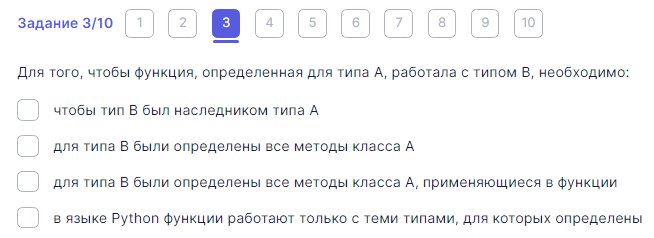 Задание 3/10 1 2 3 4 5 6 7 8 9 10
Для того, чтобы функция, определенная для типа А, работала с типом В, необходимо:
чтобы тип В был наследником типа А
для типа В были определены все методы класса А
для типа В были определены все методы класса А, применяющиеся в функции
в языке Python функции работают только с теми типами, для которых определены